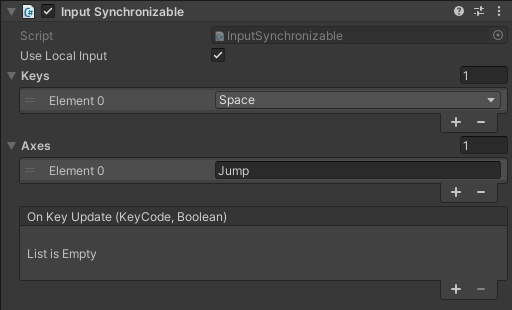 Input Synchronizable
Script InputSynchronizable
Use Local Input
Keys 1
Element 0 Space
Axes 1
Element 0 Jump
On Key Update (KeyCode, Boolean)
List is Empty